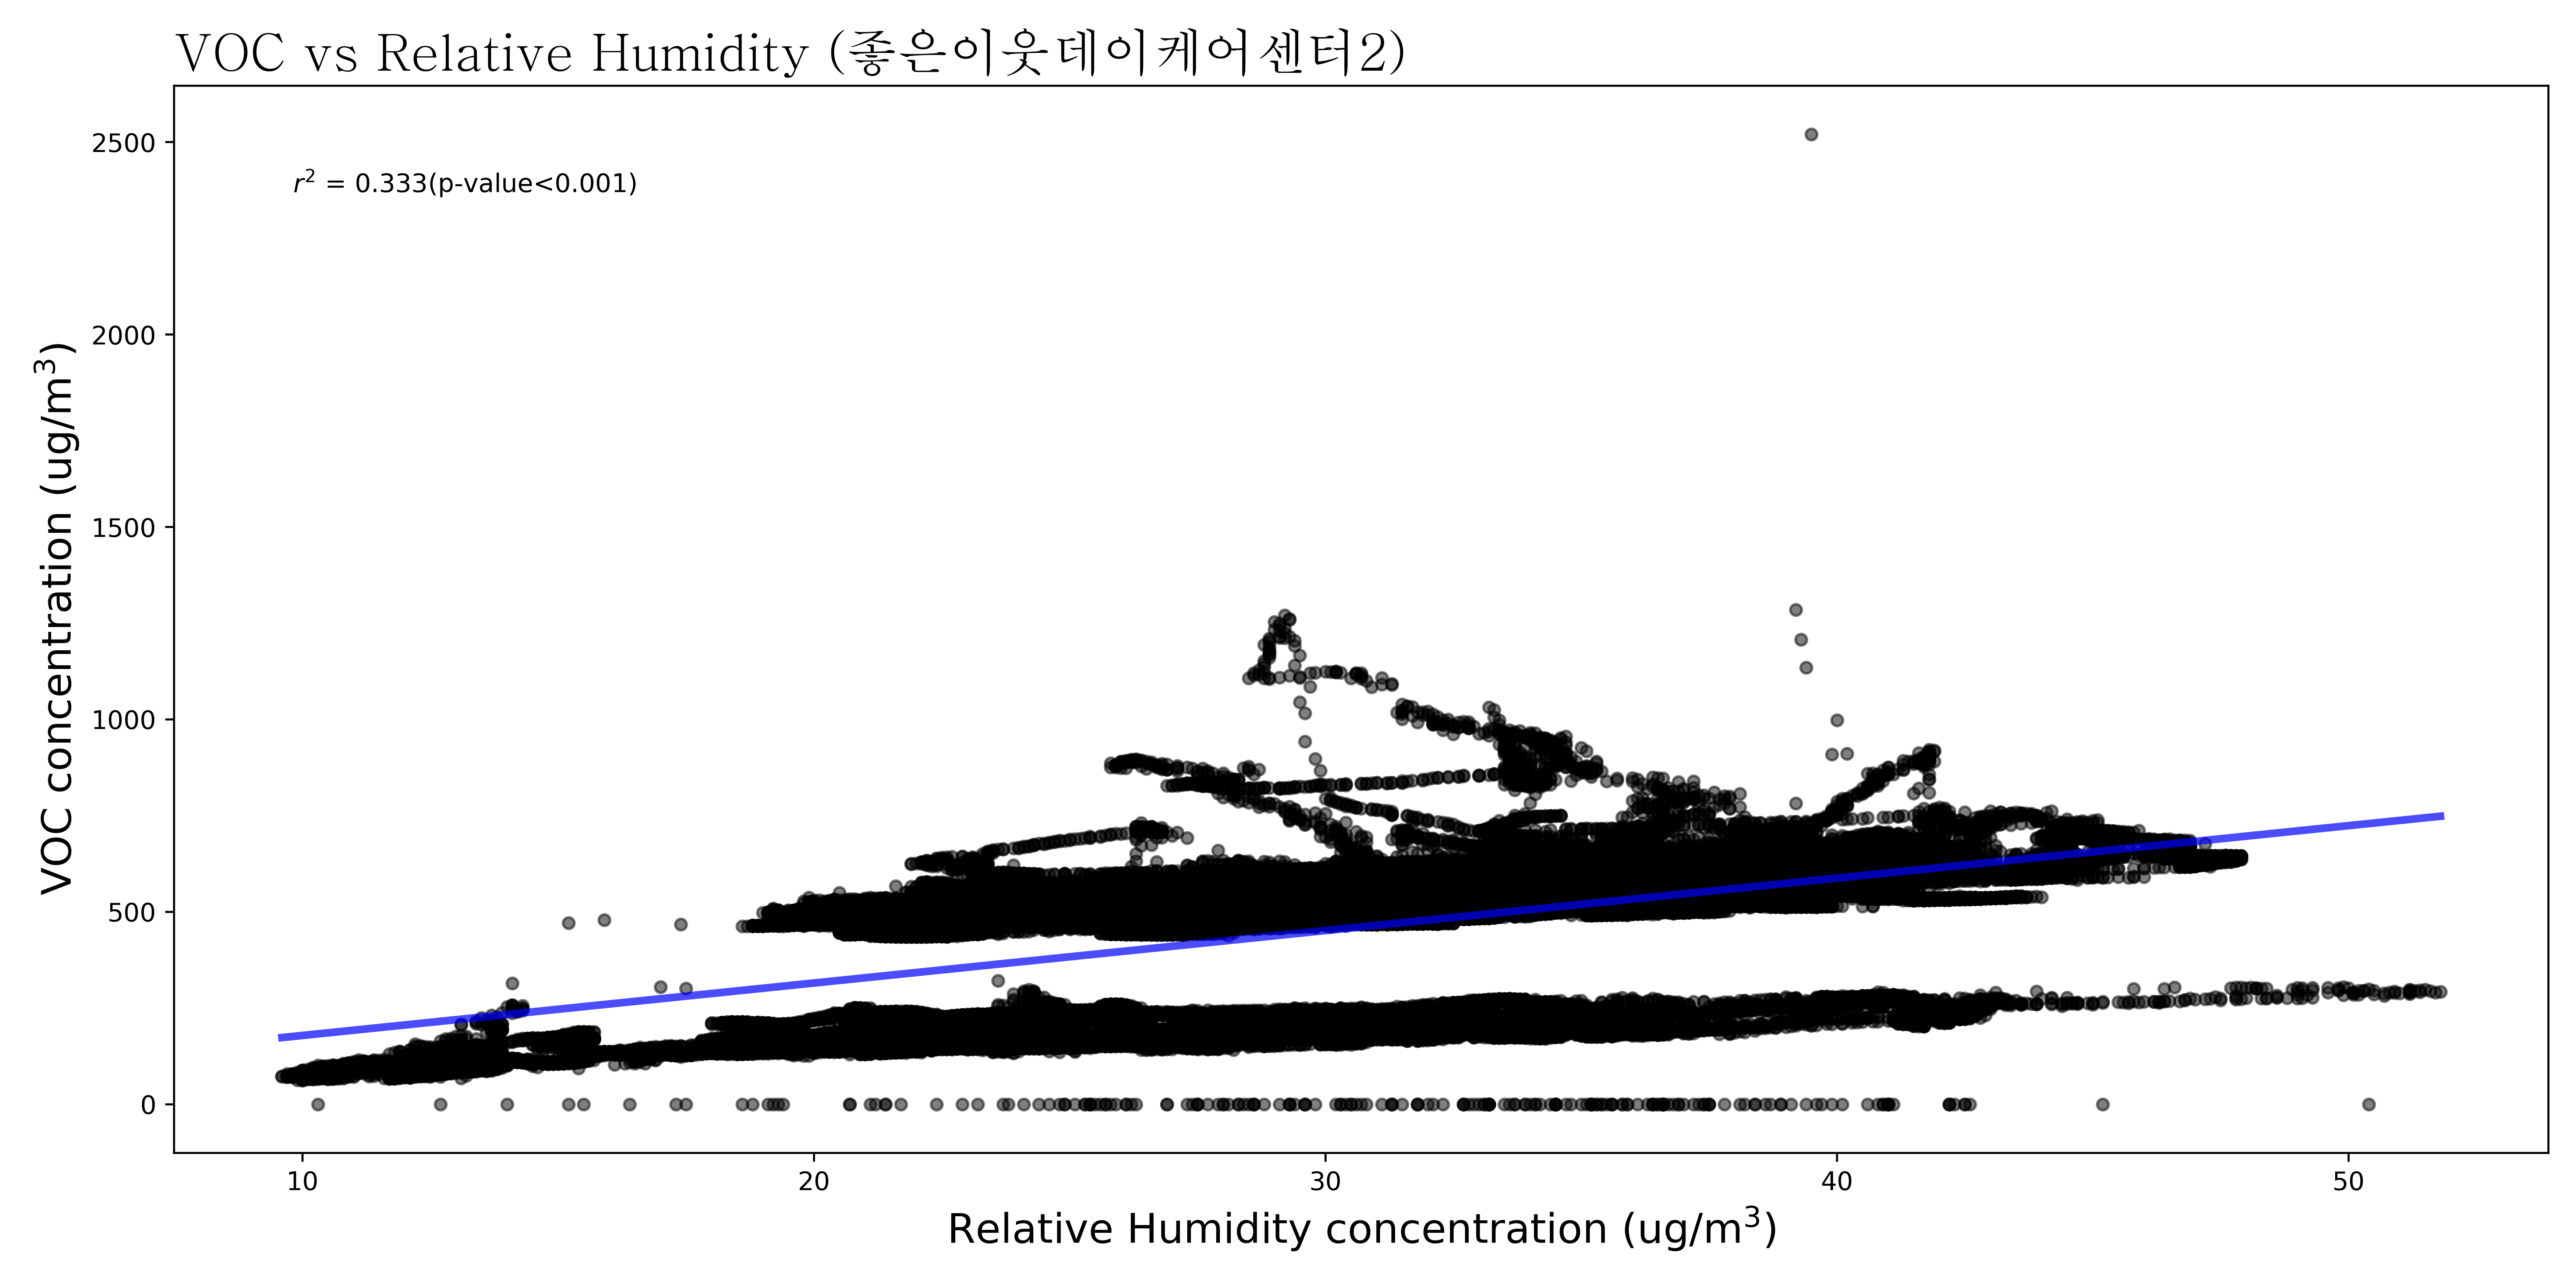 VOC vs Relative Humidity (좋은이웃데이케어센터2)
r² = 0.333(p-value<0.001)
VOC concentration (ug/m³)
2500
2000
1500
1000
500
0
10 20 30 40 50
Relative Humidity concentration (ug/m³)